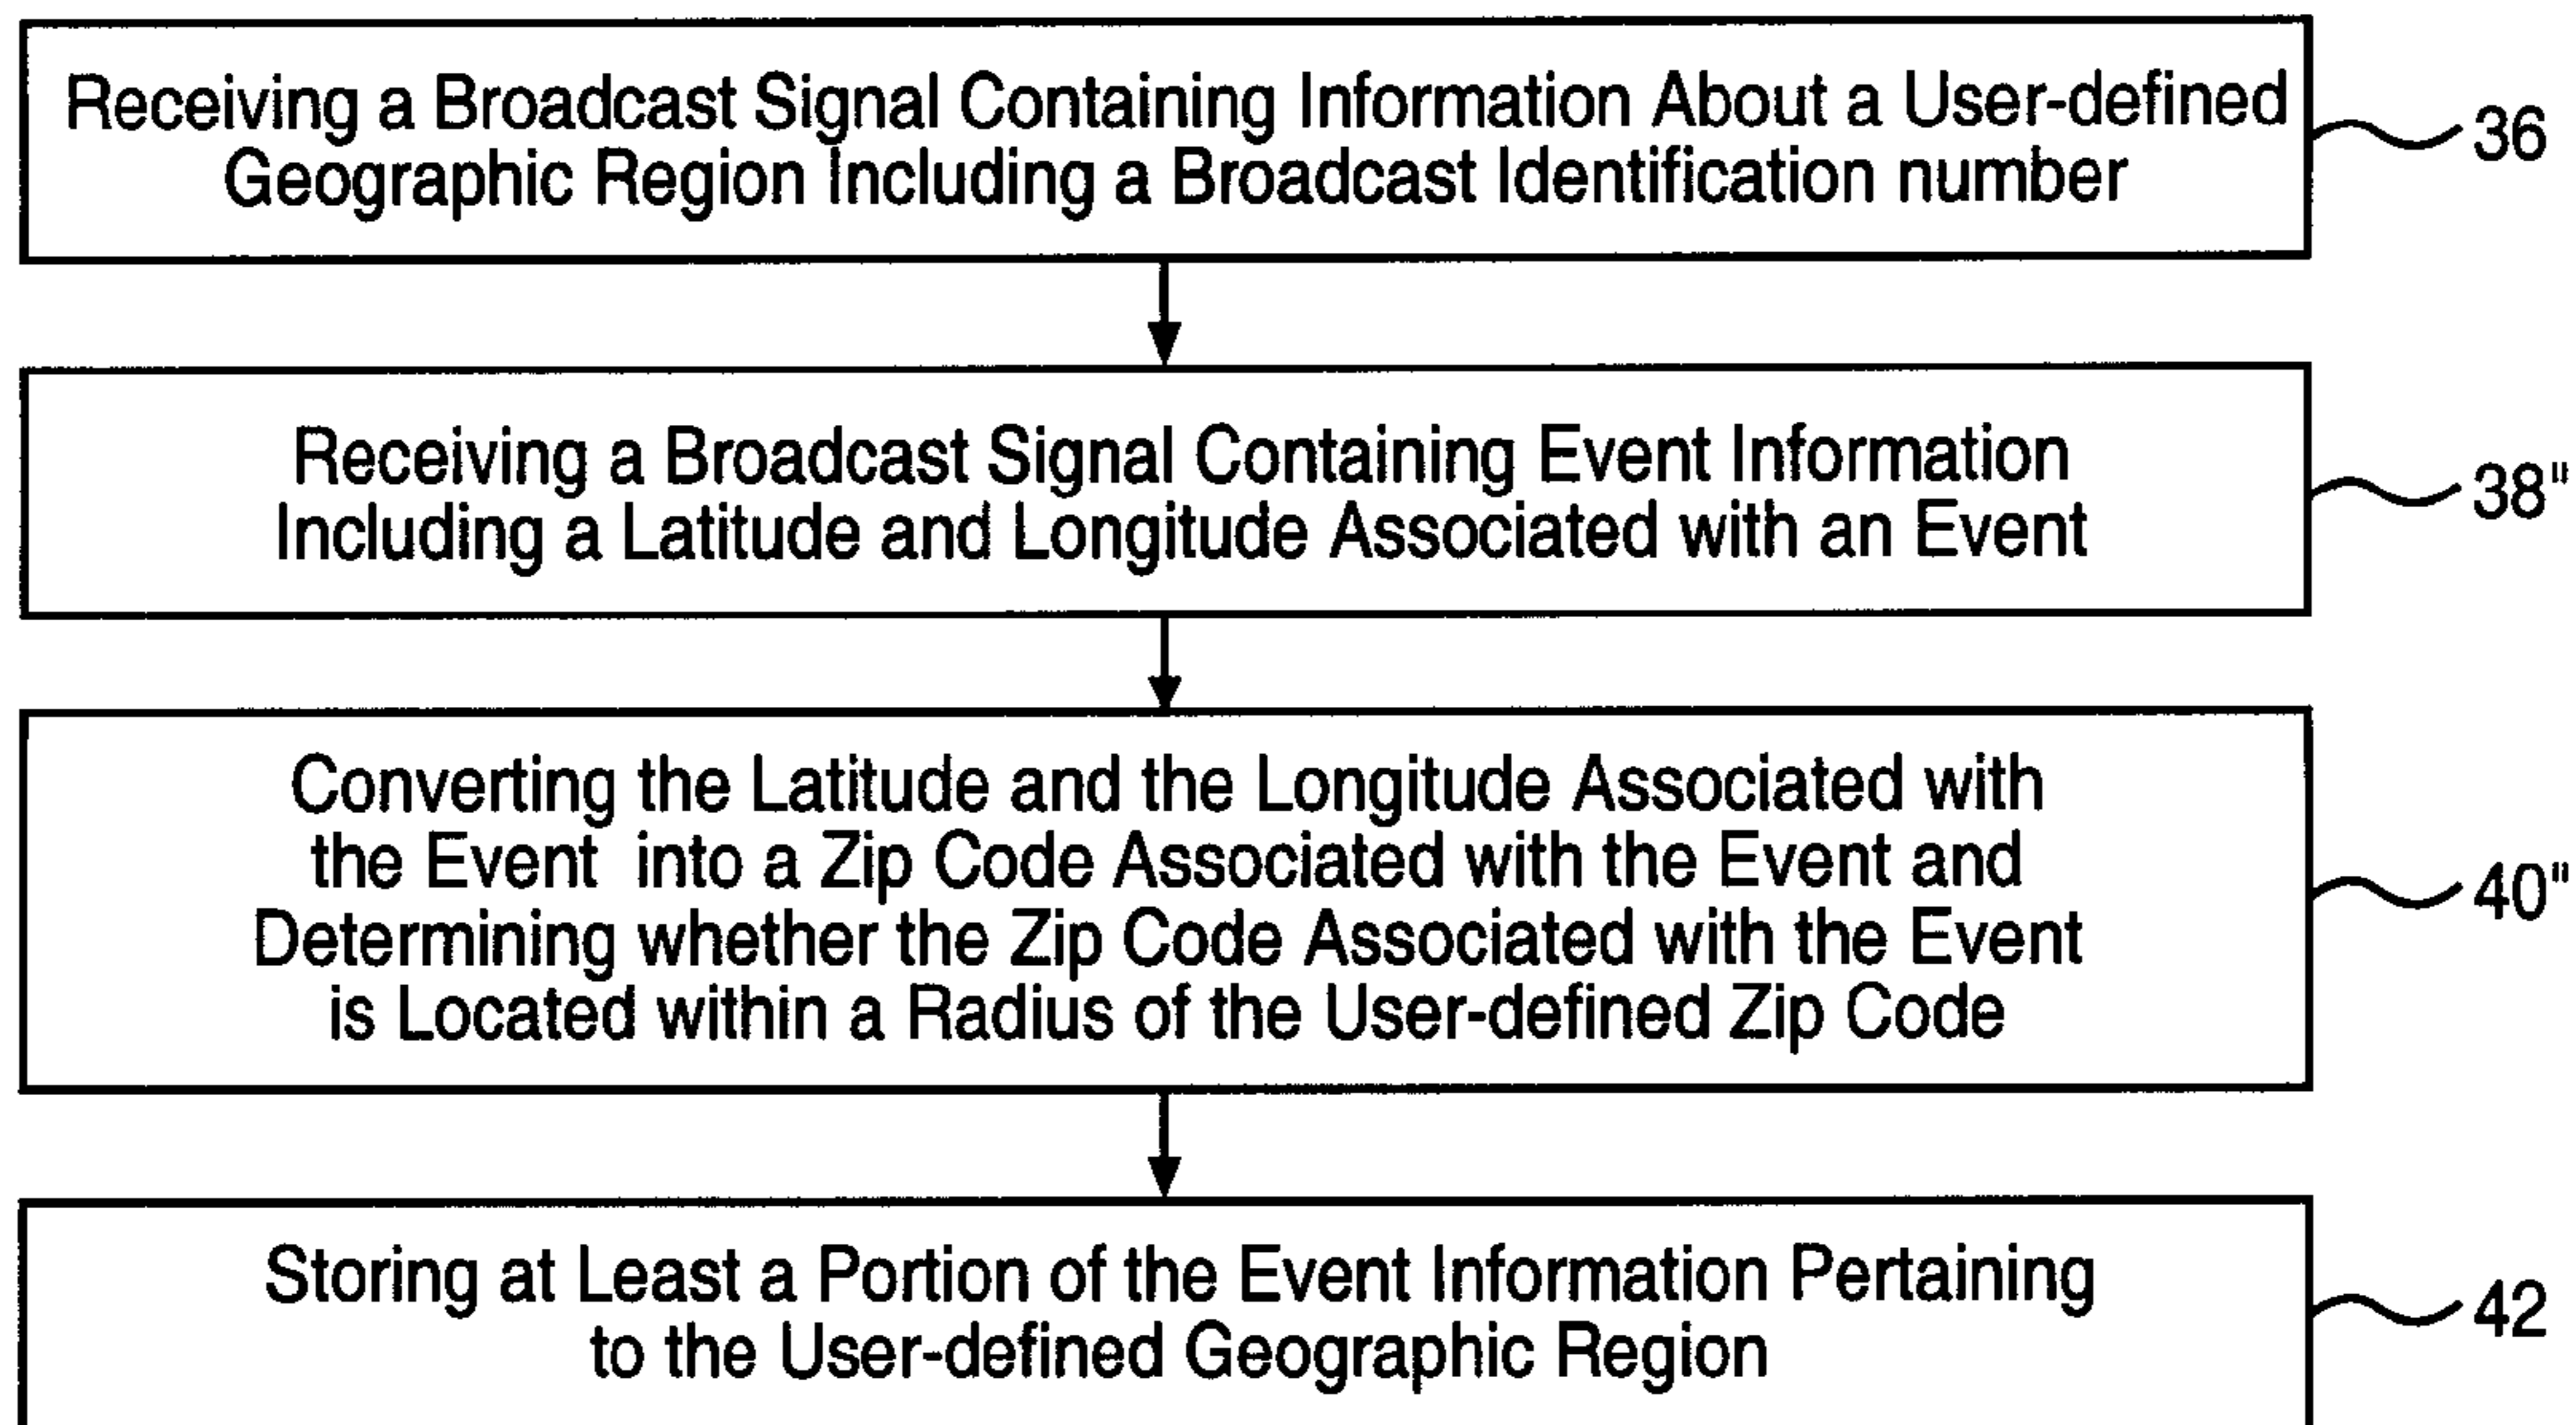 Receiving a Broadcast Signal Containing Information About a User-defined
Geographic Region Including a Broadcast Identification number
36
Receiving a Broadcast Signal Containing Event Information
Including a Latitude and Longitude Associated with an Event
38"
Converting the Latitude and the Longitude Associated with
the Event into a Zip Code Associated with the Event and
Determining whether the Zip Code Associated with the Event
is Located within a Radius of the User-defined Zip Code
40"
Storing at Least a Portion of the Event Information Pertaining
to the User-defined Geographic Region
42